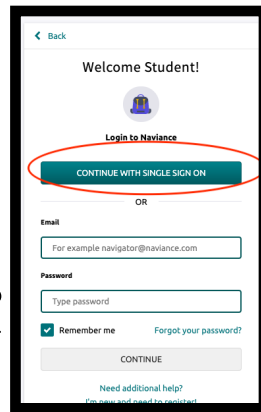 Back
Welcome Student!
Login to Naviance
CONTINUE WITH SINGLE SIGN ON
OR
Email
For example navigator@naviance.com
Password
Type password
Remember me Forgot your password?
CONTINUE
Need additional help?
I'm new and need to register!